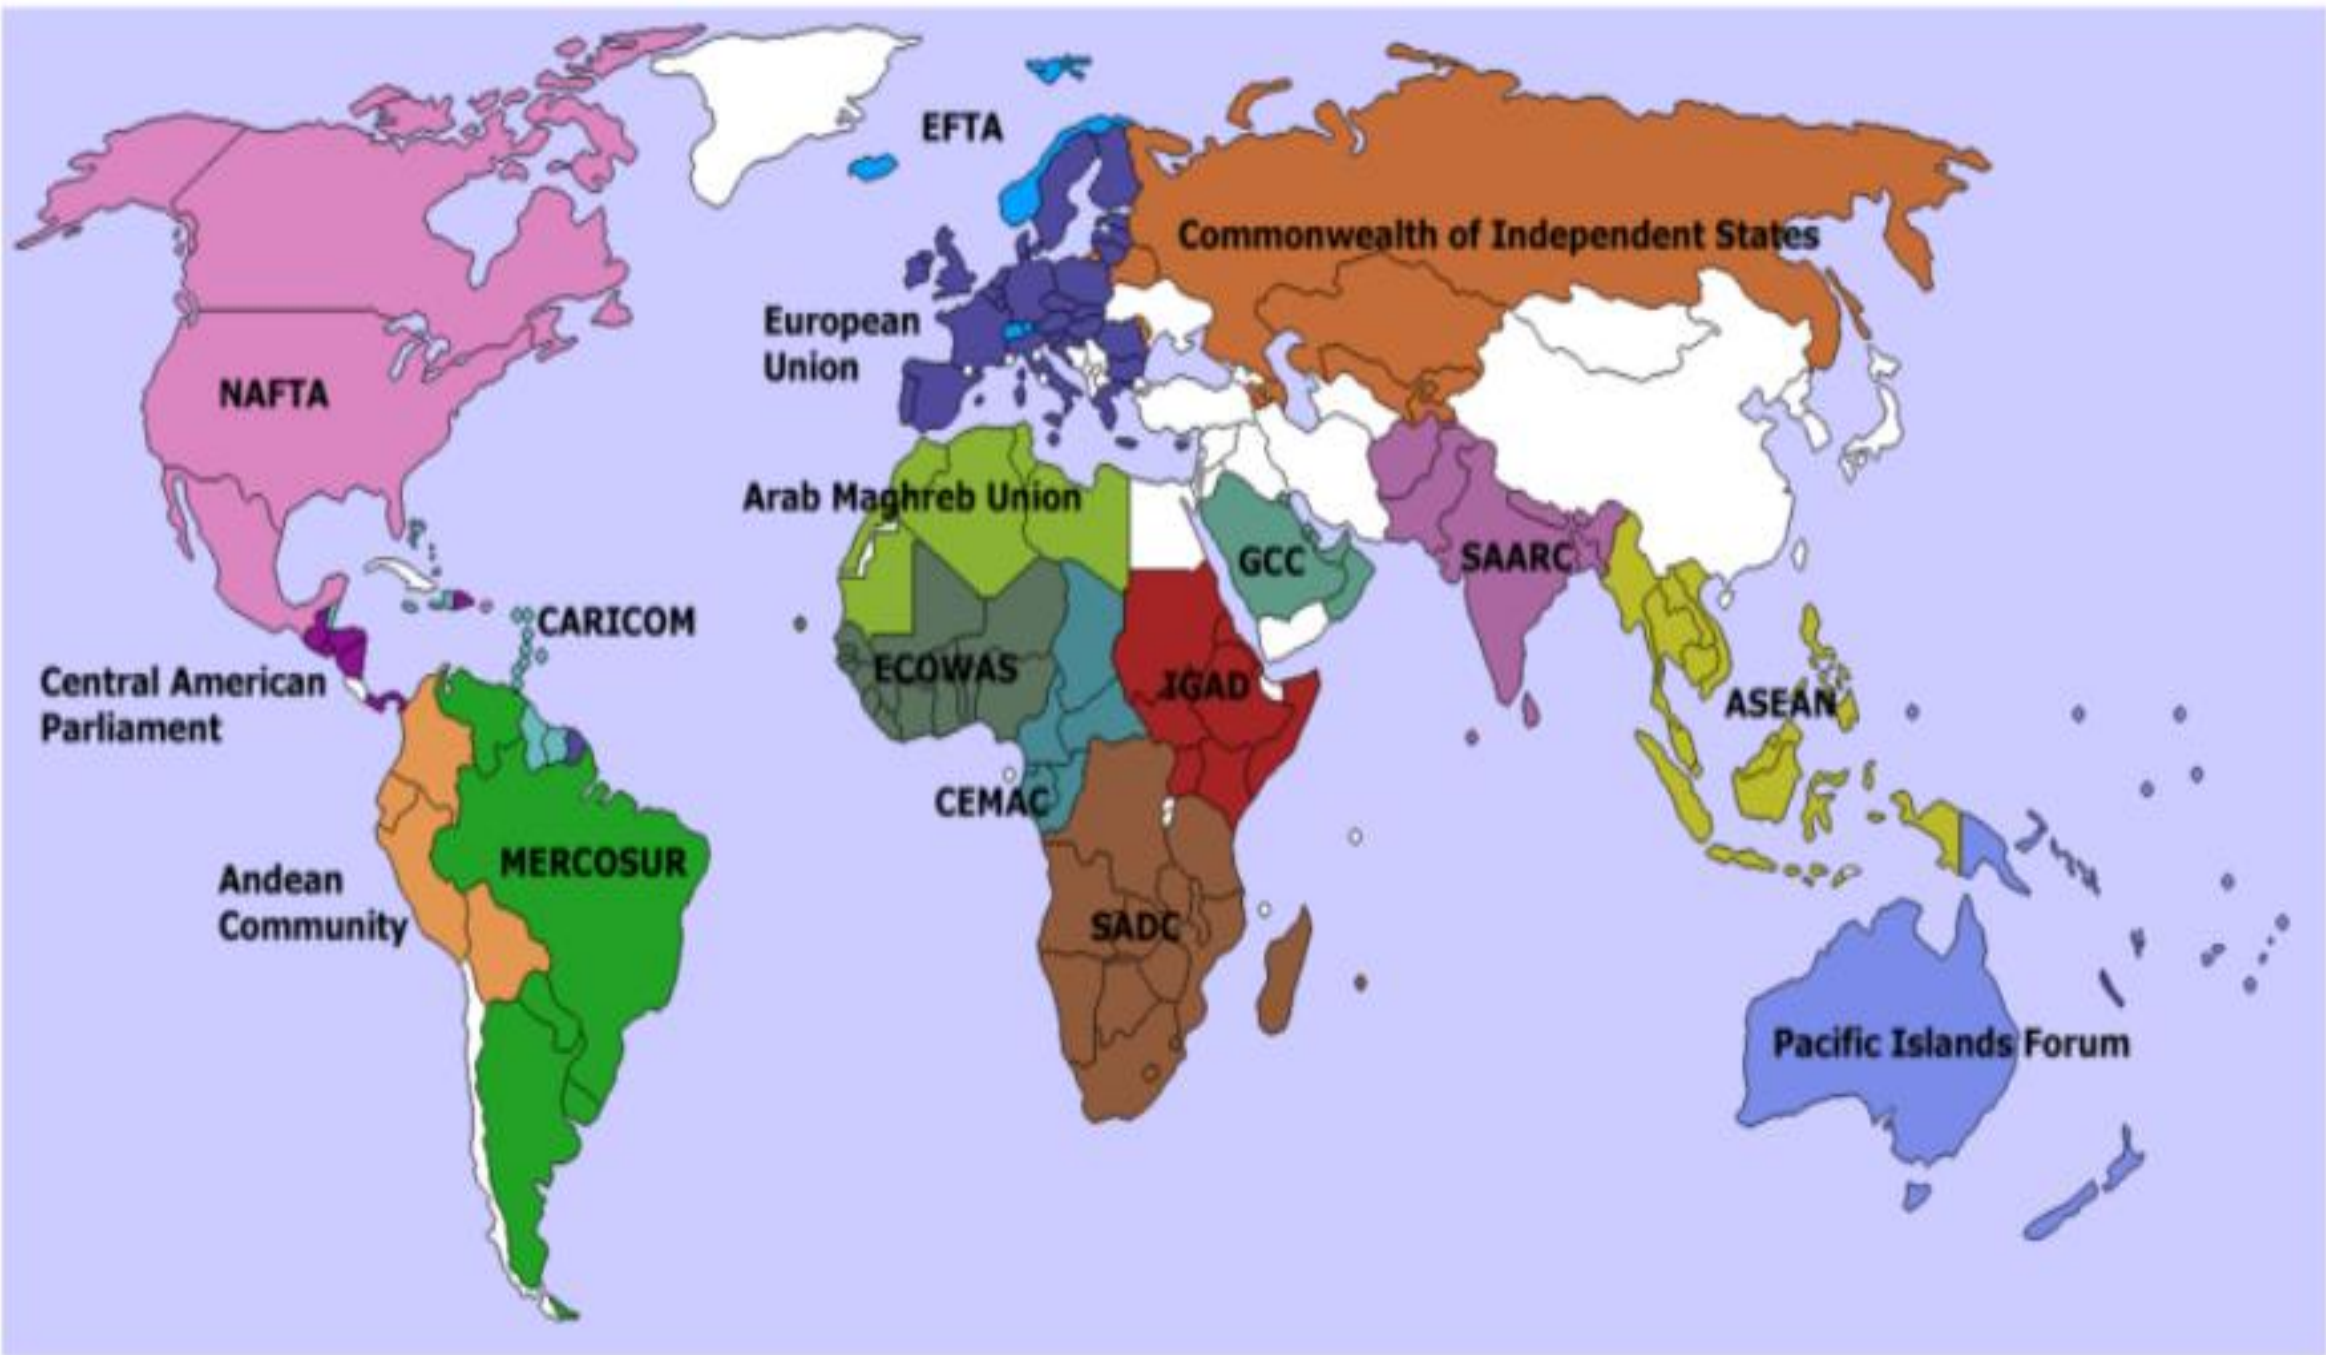 EFTA
Commonwealth of Independent States
European
Union
NAFTA
Arab Maghreb Union
GCC
SAARC
CARICOM
ECOWAS
IGAD
Central American
Parliament
ASEAN
CEMAC
MERCOSUR
Andean
Community
SADC
Pacific Islands Forum